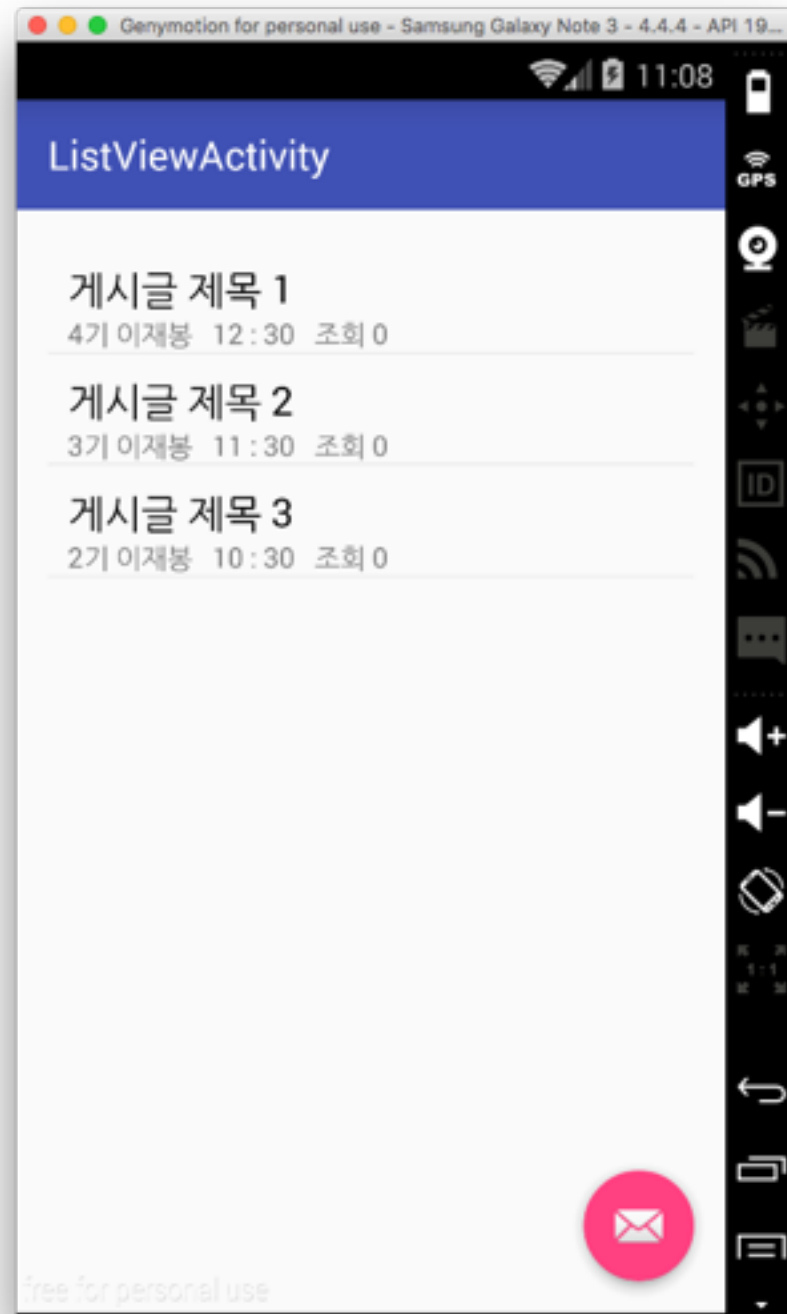 Genymotion for personal use - Samsung Galaxy Note 3 - 4.4.4 - API 19...
11:08
GPS
ListViewActivity
게시글 제목 1
4기 이재봉 12 : 30 조회 0
게시글 제목 2
3기 이재봉 11 : 30 조회 0
게시글 제목 3
2기 이재봉 10 : 30 조회 0
ID
1:1
free for personal use